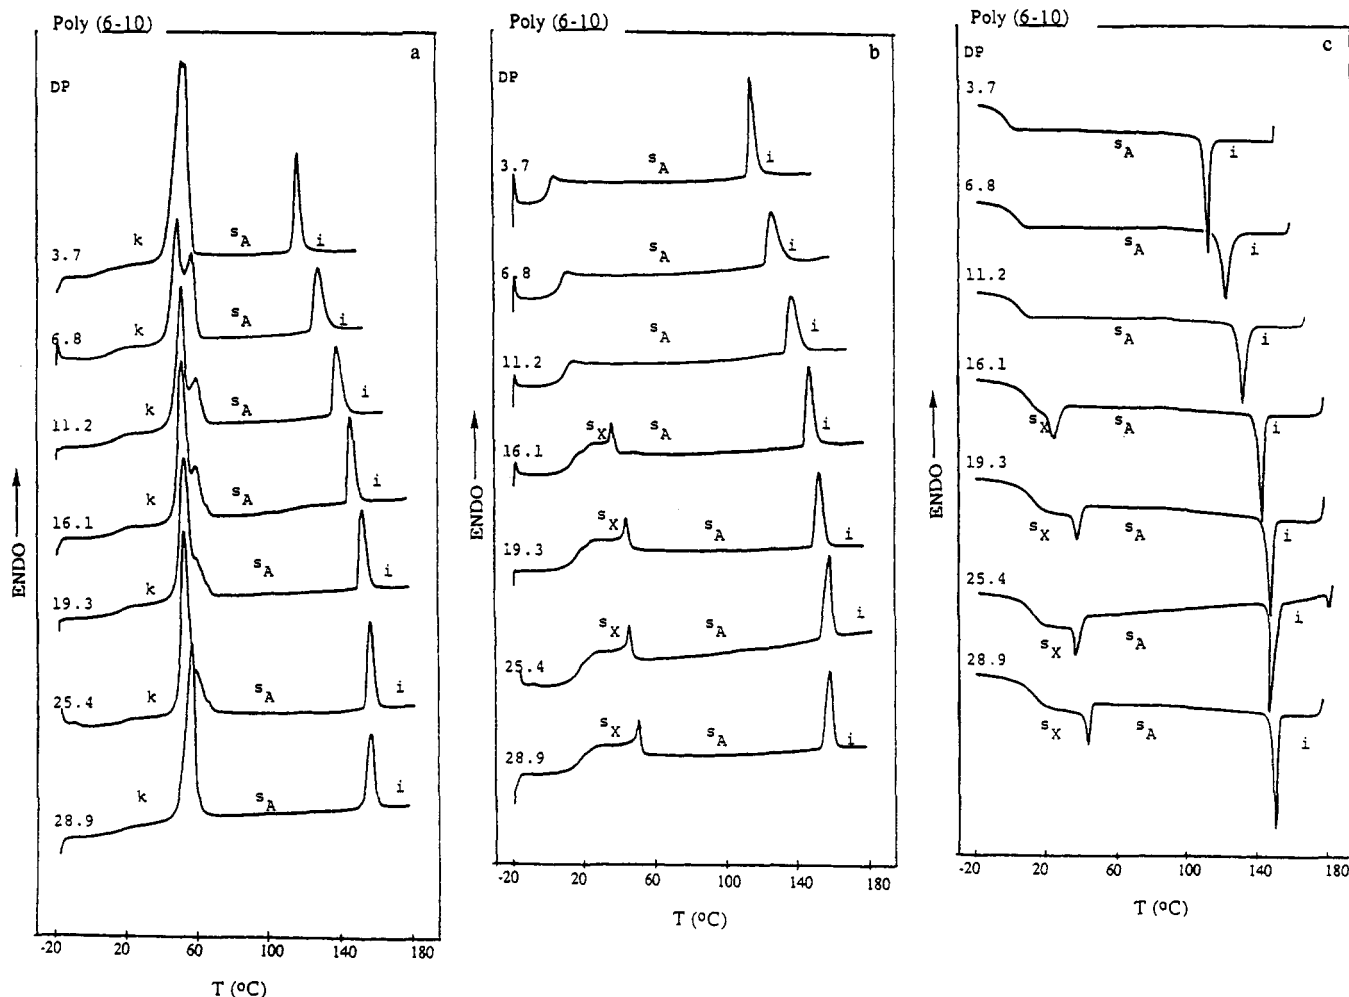 Poly (6-10)
a
DP
3.7
k
sA
i
6.8
k
sA
i
11.2
k
sA
i
16.1
k
sA
i
19.3
k
sA
i
25.4
k
sA
i
28.9
k
sA
i
ENDO
-20 20 60 100 140 180
T (°C)
Poly (6-10)
b
DP
3.7
sA
i
6.8
sA
i
11.2
sA
i
16.1
sX
sA
i
19.3
sX
sA
i
25.4
sX
sA
i
28.9
sX
sA
i
ENDO
-20 20 60 100 140 180
T (°C)
Poly (6-10)
c
DP
3.7
sA
i
6.8
sA
i
11.2
sA
i
16.1
sX
sA
i
19.3
sX
sA
i
25.4
sX
sA
i
28.9
sX
sA
i
ENDO
-20 20 60 100 140 180
T (°C)